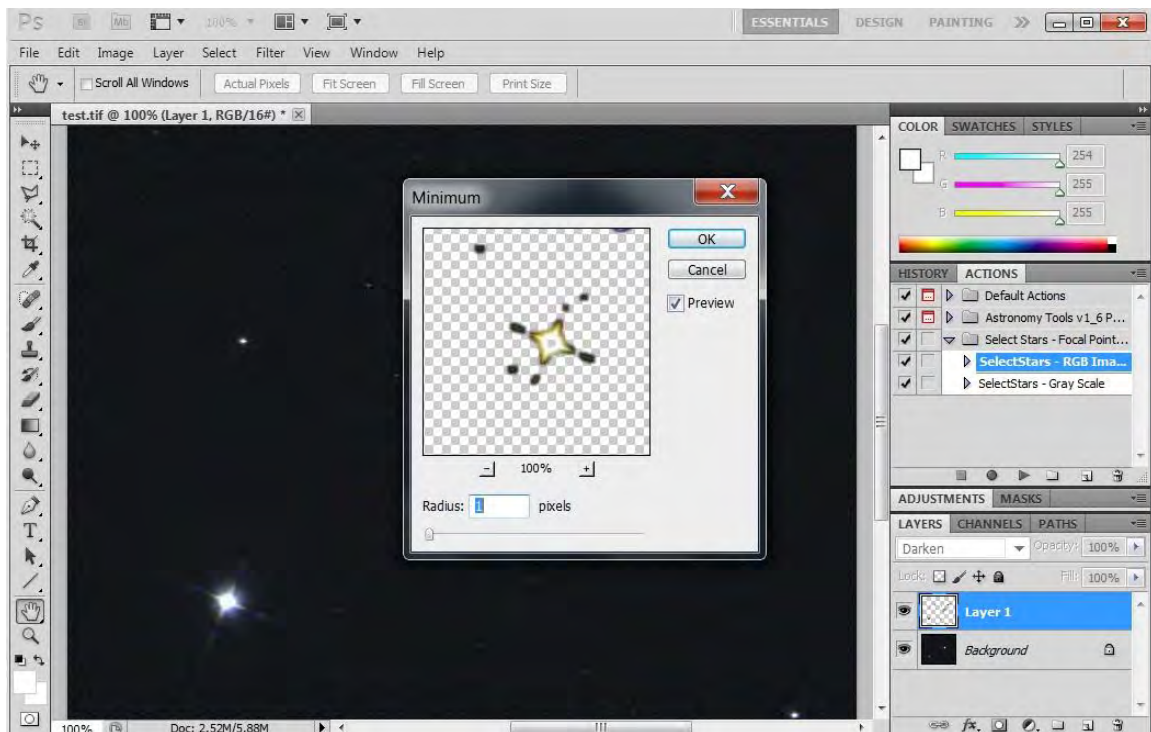 Ps Br Mb 100% ESSENTIALS DESIGN PAINTING
File Edit Image Layer Select Filter View Window Help
Scroll All Windows Actual Pixels Fit Screen Fill Screen Print Size
test.tif @ 100% (Layer 1, RGB/16#) *
COLOR SWATCHES STYLES
R 254
G 255
B 255
Minimum
OK
Cancel
Preview
100%
Radius: 1 pixels
HISTORY ACTIONS
Default Actions
Astronomy Tools v1_6 P...
Select Stars - Focal Point...
SelectStars - RGB Ima...
SelectStars - Gray Scale
ADJUSTMENTS MASKS
LAYERS CHANNELS PATHS
Darken Opacity: 100%
Lock: Fill: 100%
Layer 1
Background
fx.
T
100% Doc: 2.52M/5.88M